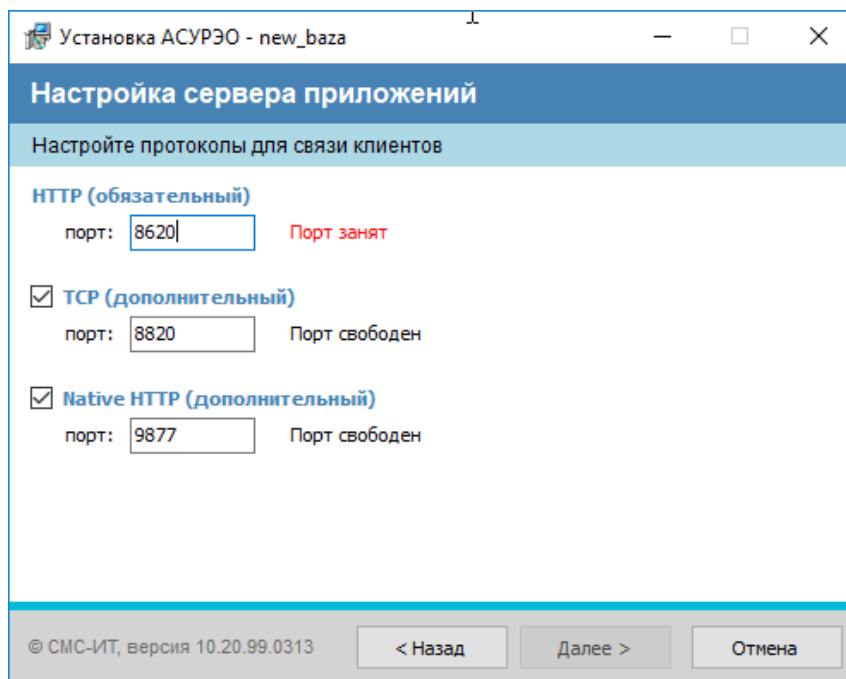 Установка АСУРЭО - new_baza
Настройка сервера приложений
Настройте протоколы для связи клиентов
HTTP (обязательный)
порт: 8620 Порт занят
TCP (дополнительный)
порт: 8820 Порт свободен
Native HTTP (дополнительный)
порт: 9877 Порт свободен
© СМС-ИТ, версия 10.20.99.0313 < Назад Далее > Отмена